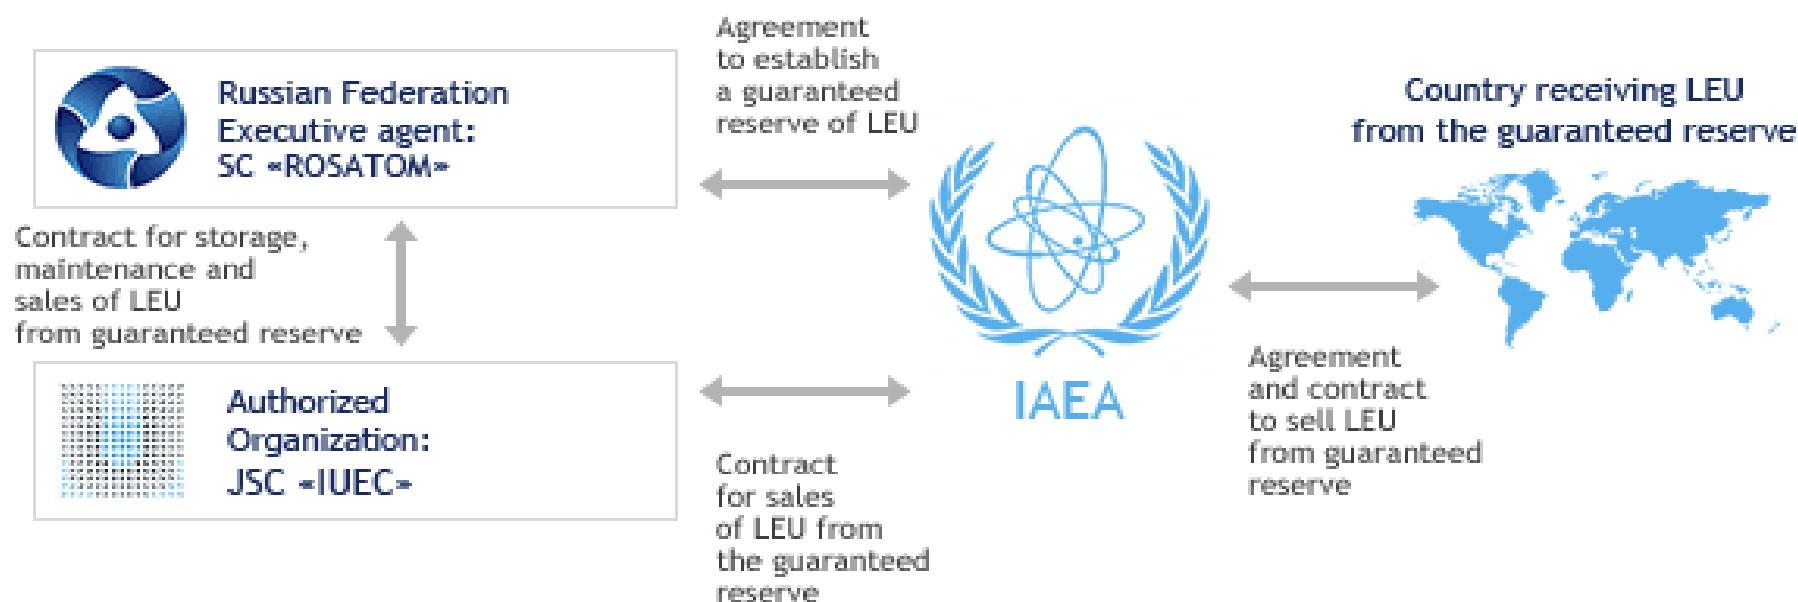 Agreement
to establish
a guaranteed
reserve of LEU
Russian Federation
Executive agent:
SC «ROSATOM»
Country receiving LEU
from the guaranteed reserve
Contract for storage,
maintenance and
sales of LEU
from guaranteed reserve
Authorized
Organization:
JSC «IUEC»
IAEA
Agreement
and contract
to sell LEU
from guaranteed
reserve
Contract
for sales
of LEU from
the guaranteed
reserve